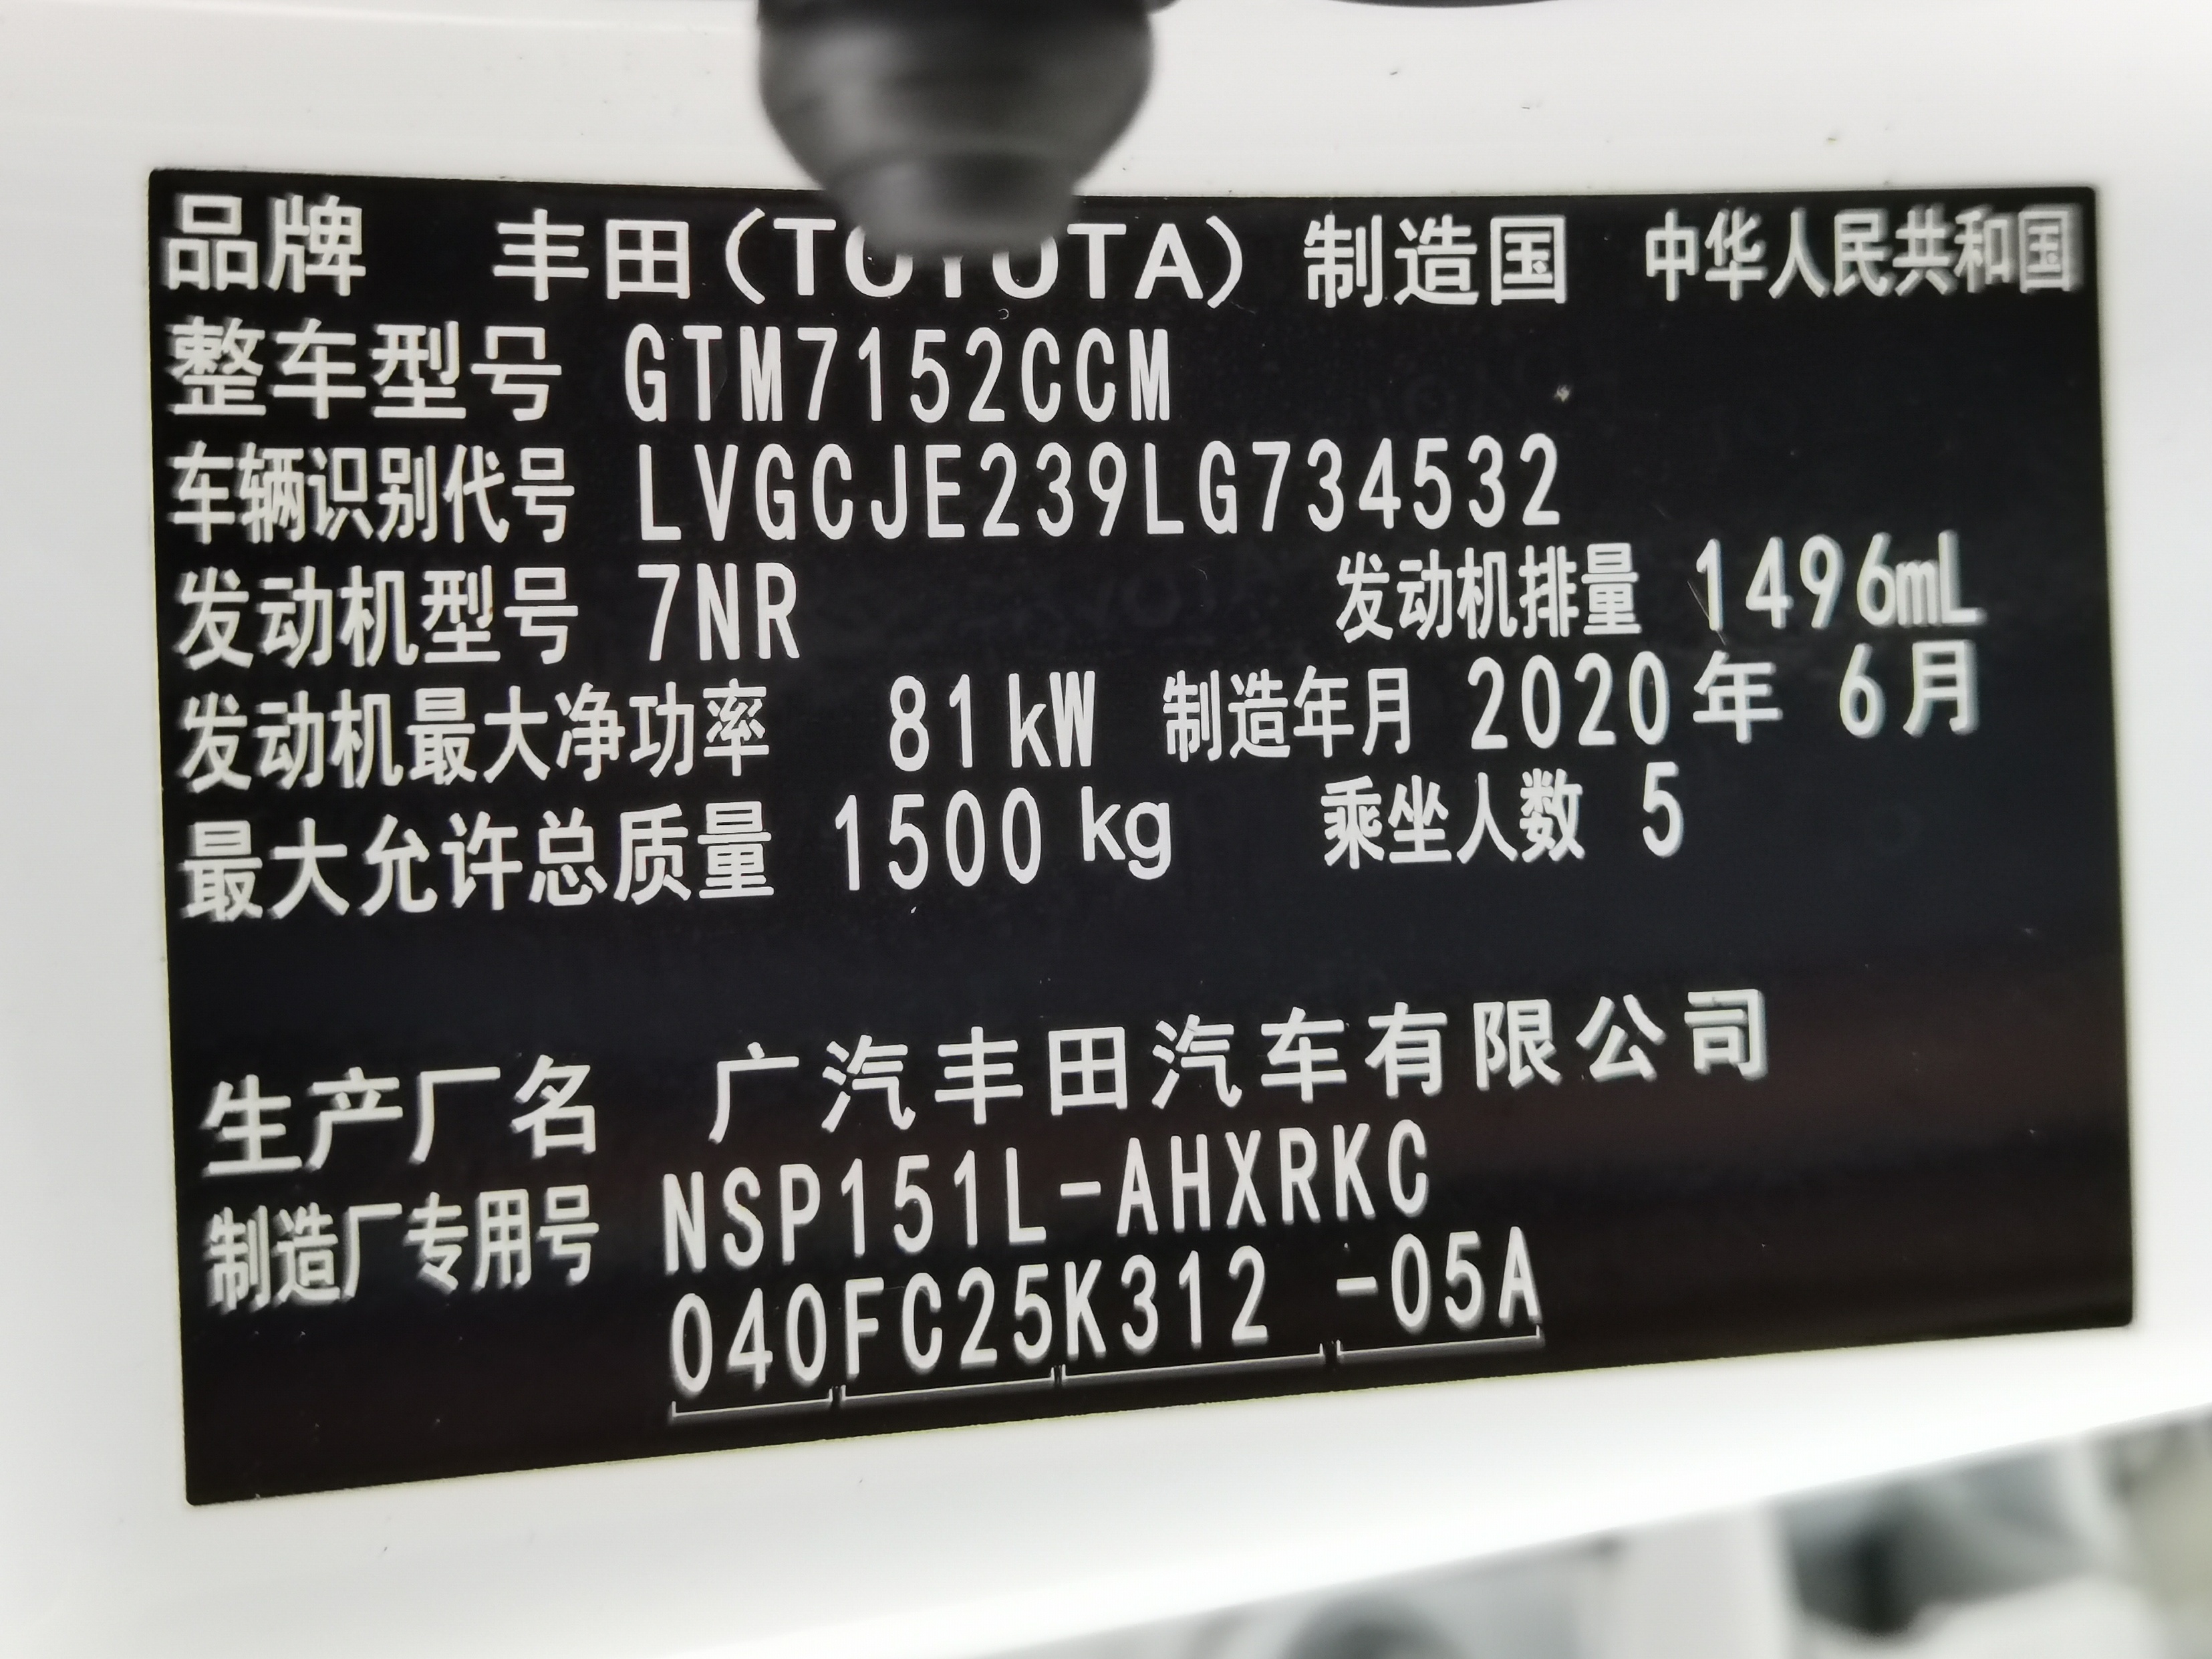 品牌 丰田(TOYOTA) 制造国 中华人民共和国
整车型号 GTM7152CCM
车辆识别代号 LVGCJE239LG734532
发动机型号 7NR 发动机排量 1496mL
发动机最大净功率 81kW 制造年月 2020年 6月
最大允许总质量 1500kg 乘坐人数 5
生产厂名 广汽丰田汽车有限公司
制造厂专用号 NSP151L-AHXRKC
040FC25K312 -05A